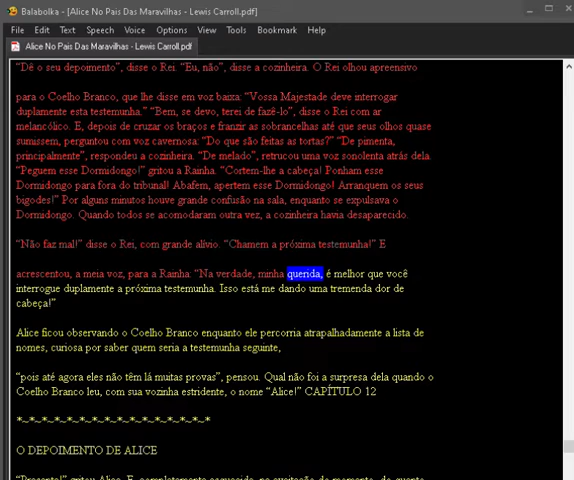 Balabolka - [Alice No Pais Das Maravilhas - Lewis Carroll.pdf]
File Edit Text Speech Voice Options View Tools Bookmark Help
Alice No Pais Das Maravilhas - Lewis Carroll.pdf
“Dê o seu depoimento”, disse o Rei. “Eu, não”, disse a cozinheira. O Rei olhou apreensivo
para o Coelho Branco, que lhe disse em voz baixa: “Vossa Majestade deve interrogar
duplamente esta testemunha.” “Bem, se devo, terei de fazê-lo”, disse o Rei com ar
melancólico. E, depois de cruzar os braços e franzir as sobrancelhas até que seus olhos quase
sumissem, perguntou com voz cavernosa: “Do que são feitas as tortas?” “De pimenta,
principalmente”, respondeu a cozinheira. “De melado”, retrucou uma voz sonolenta atrás dela.
“Peguem esse Dormidongo!” gritou a Rainha. “Cortem-lhe a cabeça! Ponham esse
Dormidongo para fora do tribunal! Abafem, apertem esse Dormidongo! Arranquem os seus
bigodes!” Por alguns minutos houve grande confusão na sala, enquanto se expulsava o
Dormidongo. Quando todos se acomodaram outra vez, a cozinheira havia desaparecido.
“Não faz mal!” disse o Rei, com grande alívio. “Chamem a próxima testemunha!” E
acrescentou, a meia voz, para a Rainha: “Na verdade, minha querida, é melhor que você
interrogue duplamente a próxima testemunha. Isso está me dando uma tremenda dor de
cabeça!”
Alice ficou observando o Coelho Branco enquanto ele percorria atrapalhadamente a lista de
nomes, curiosa por saber quem seria a testemunha seguinte,
“pois até agora eles não têm lá muitas provas”, pensou. Qual não foi a surpresa dela quando o
Coelho Branco leu, com sua vozinha estridente, o nome “Alice!” CAPÍTULO 12
*~*~*~*~*~*~*~*~*~*~*~*~*~*~*~*
O DEPOIMENTO DE ALICE